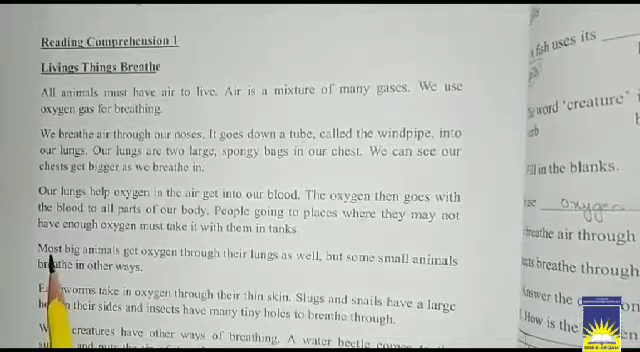 Reading Comprehension 1
Livings Things Breathe
All animals must have air to live. Air is a mixture of many gases. We use
oxygen gas for breathing.
We breathe air through our noses. It goes down a tube, called the windpipe, into
our lungs. Our lungs are two large, spongy bags in our chest. We can see our
chests get bigger as we breathe in.
Our lungs help oxygen in the air get into our blood. The oxygen then goes with
the blood to all parts of our body. People going to places where they may not
have enough oxygen must take it with them in tanks.
Most big animals get oxygen through their lungs as well, but some small animals
breathe in other ways.
worms take in oxygen through their thin skin. Slugs and snails have a large
in their sides and insects have many tiny holes to breathe through.
creatures have other ways of breathing. A water beetle comes to the
fish uses its
word 'creature'
Fill in the blanks.
use oxygen
breathe air through
breathe through
Answer the
How is the